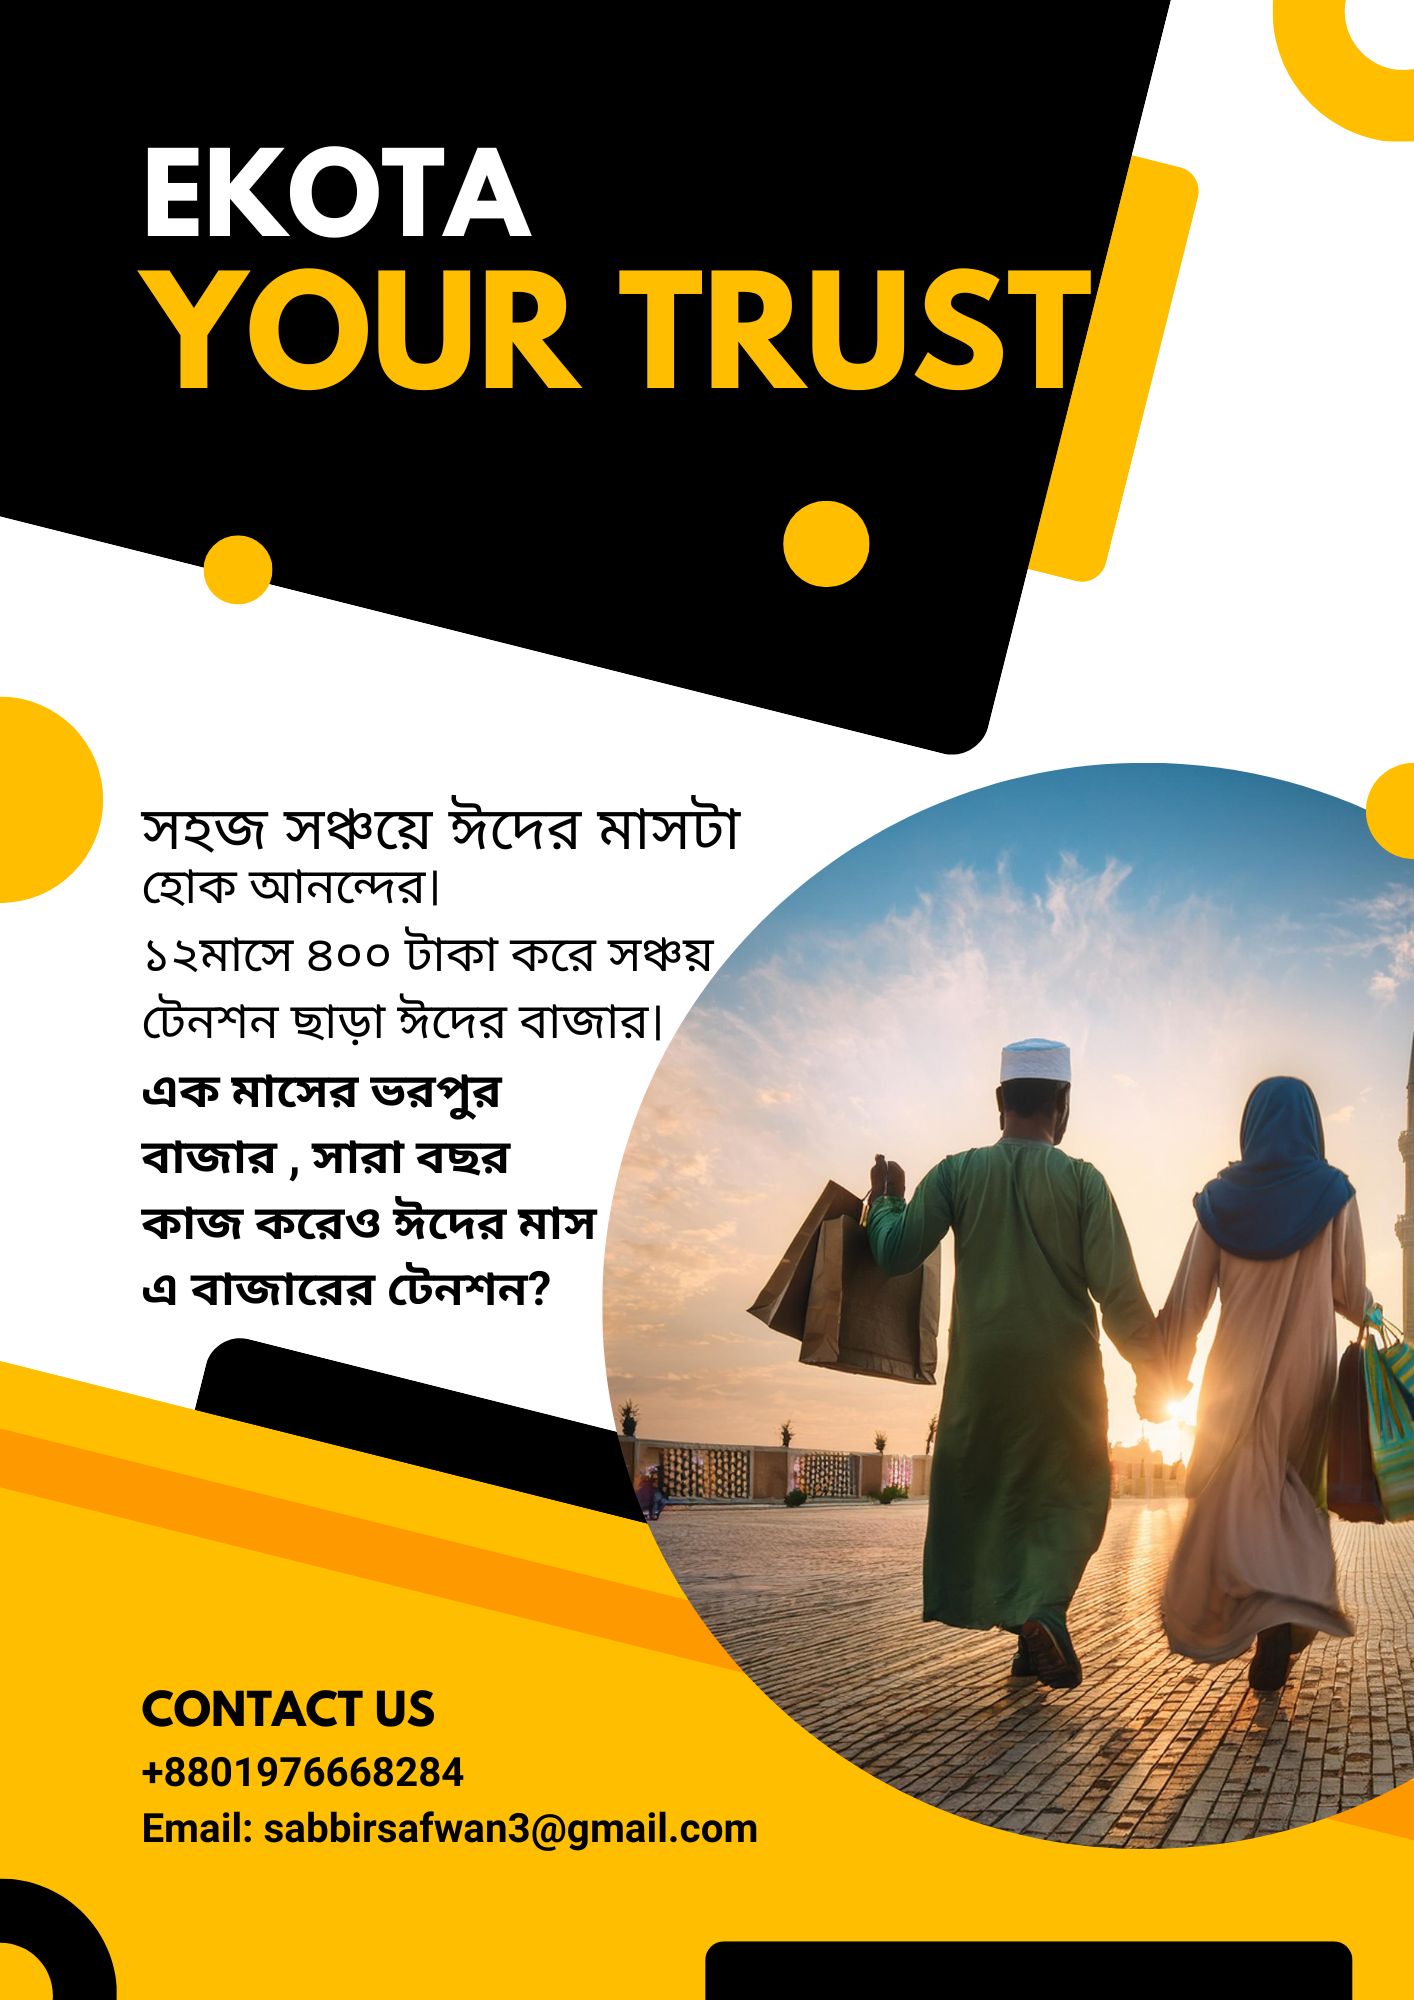 EKOTA
YOUR TRUST
সহজ সঞ্চয়ে ঈদের মাসটা
হোক আনন্দের।
১২মাসে ৪০০ টাকা করে সঞ্চয়
টেনশন ছাড়া ঈদের বাজার।
এক মাসের ভরপুর
বাজার , সারা বছর
কাজ করেও ঈদের মাস
এ বাজারের টেনশন?
CONTACT US
+8801976668284
Email: sabbirsafwan3@gmail.com